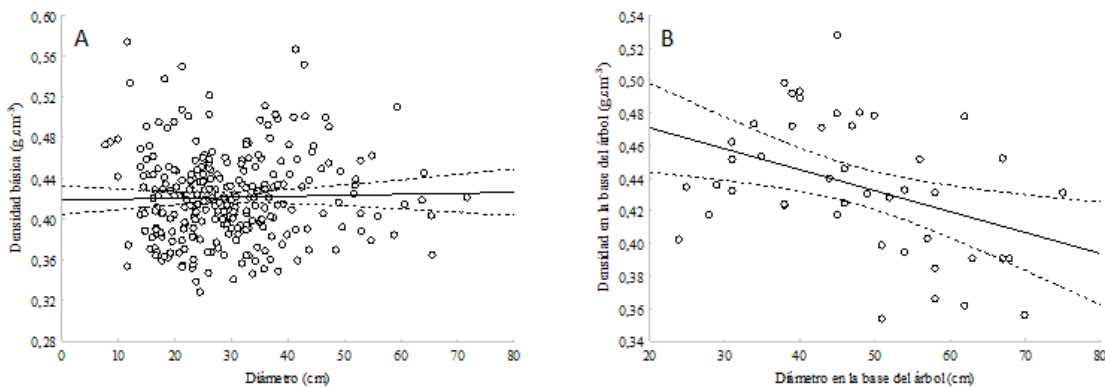 A
Densidad básica (g.cm⁻³)
0,60
0,56
0,52
0,48
0,44
0,40
0,36
0,32
0,28
0 10 20 30 40 50 60 70 80
Diámetro (cm)
B
Densidad en la base del árbol (g.cm⁻³)
0,54
0,52
0,50
0,48
0,46
0,44
0,42
0,40
0,38
0,36
0,34
20 30 40 50 60 70 80
Diámetro en la base del árbol (cm)